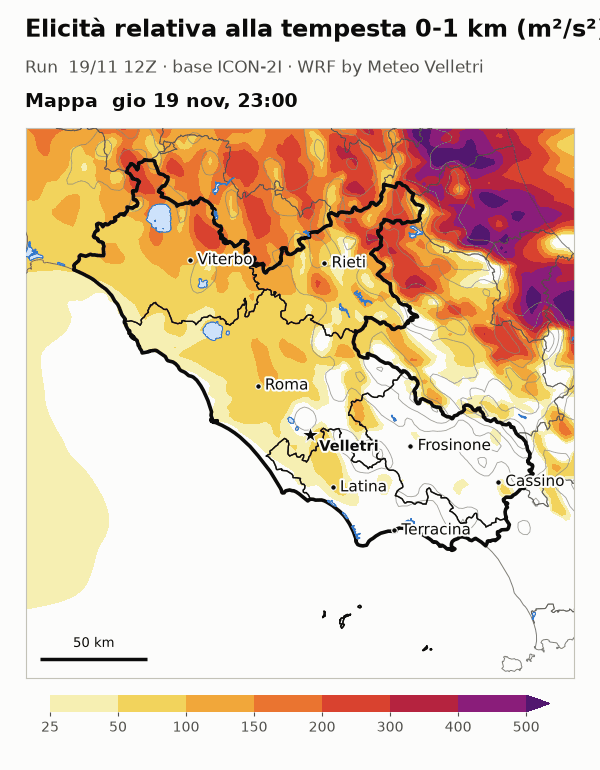 Elicità relativa alla tempesta 0-1 km (m²/s²)
Run 19/11 12Z · base ICON-2I · WRF by Meteo Velletri
Mappa gio 19 nov, 23:00
Viterbo
Rieti
Roma
Velletri
Frosinone
Latina
Cassino
Terracina
50 km
25 50 100 150 200 300 400 500